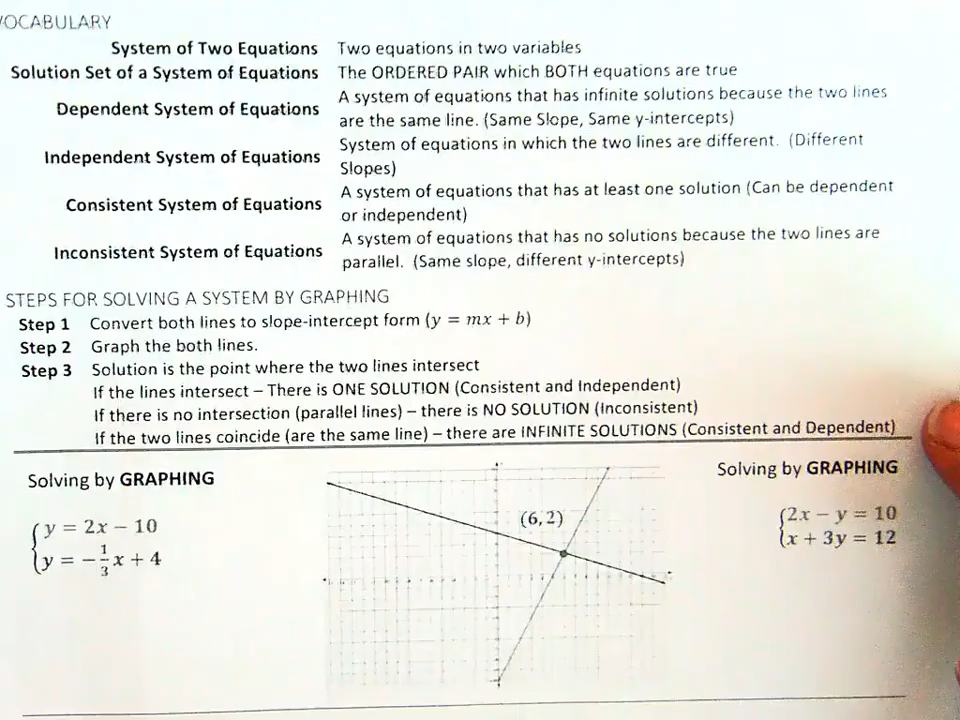 VOCABULARY
System of Two Equations Two equations in two variables
Solution Set of a System of Equations The ORDERED PAIR which BOTH equations are true
Dependent System of Equations A system of equations that has infinite solutions because the two lines
are the same line. (Same Slope, Same y-intercepts)
Independent System of Equations System of equations in which the two lines are different. (Different
Slopes)
Consistent System of Equations A system of equations that has at least one solution (Can be dependent
or independent)
Inconsistent System of Equations A system of equations that has no solutions because the two lines are
parallel. (Same slope, different y-intercepts)
STEPS FOR SOLVING A SYSTEM BY GRAPHING
Step 1 Convert both lines to slope-intercept form (y = mx + b)
Step 2 Graph the both lines.
Step 3 Solution is the point where the two lines intersect
If the lines intersect – There is ONE SOLUTION (Consistent and Independent)
If there is no intersection (parallel lines) – there is NO SOLUTION (Inconsistent)
If the two lines coincide (are the same line) – there are INFINITE SOLUTIONS (Consistent and Dependent)
Solving by GRAPHING
{y = 2x − 10
y = −1/3 x + 4
(6, 2)
Solving by GRAPHING
{2x − y = 10
x + 3y = 12